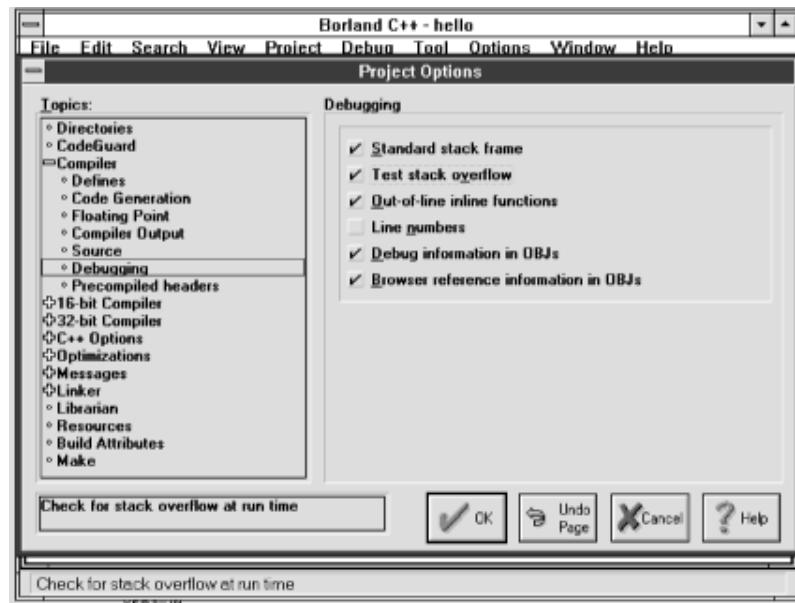 Borland C++ - hello
File Edit Search View Project Debug Tool Options Window Help
Project Options
Topics:
Directories
CodeGuard
Compiler
Defines
Code Generation
Floating Point
Compiler Output
Source
Debugging
Precompiled headers
16-bit Compiler
32-bit Compiler
C++ Options
Optimizations
Messages
Linker
Librarian
Resources
Build Attributes
Make
Debugging
Standard stack frame
Test stack overflow
Out-of-line inline functions
Line numbers
Debug information in OBJs
Browser reference information in OBJs
Check for stack overflow at run time
OK
Undo
Page
Cancel
Help
Check for stack overflow at run time